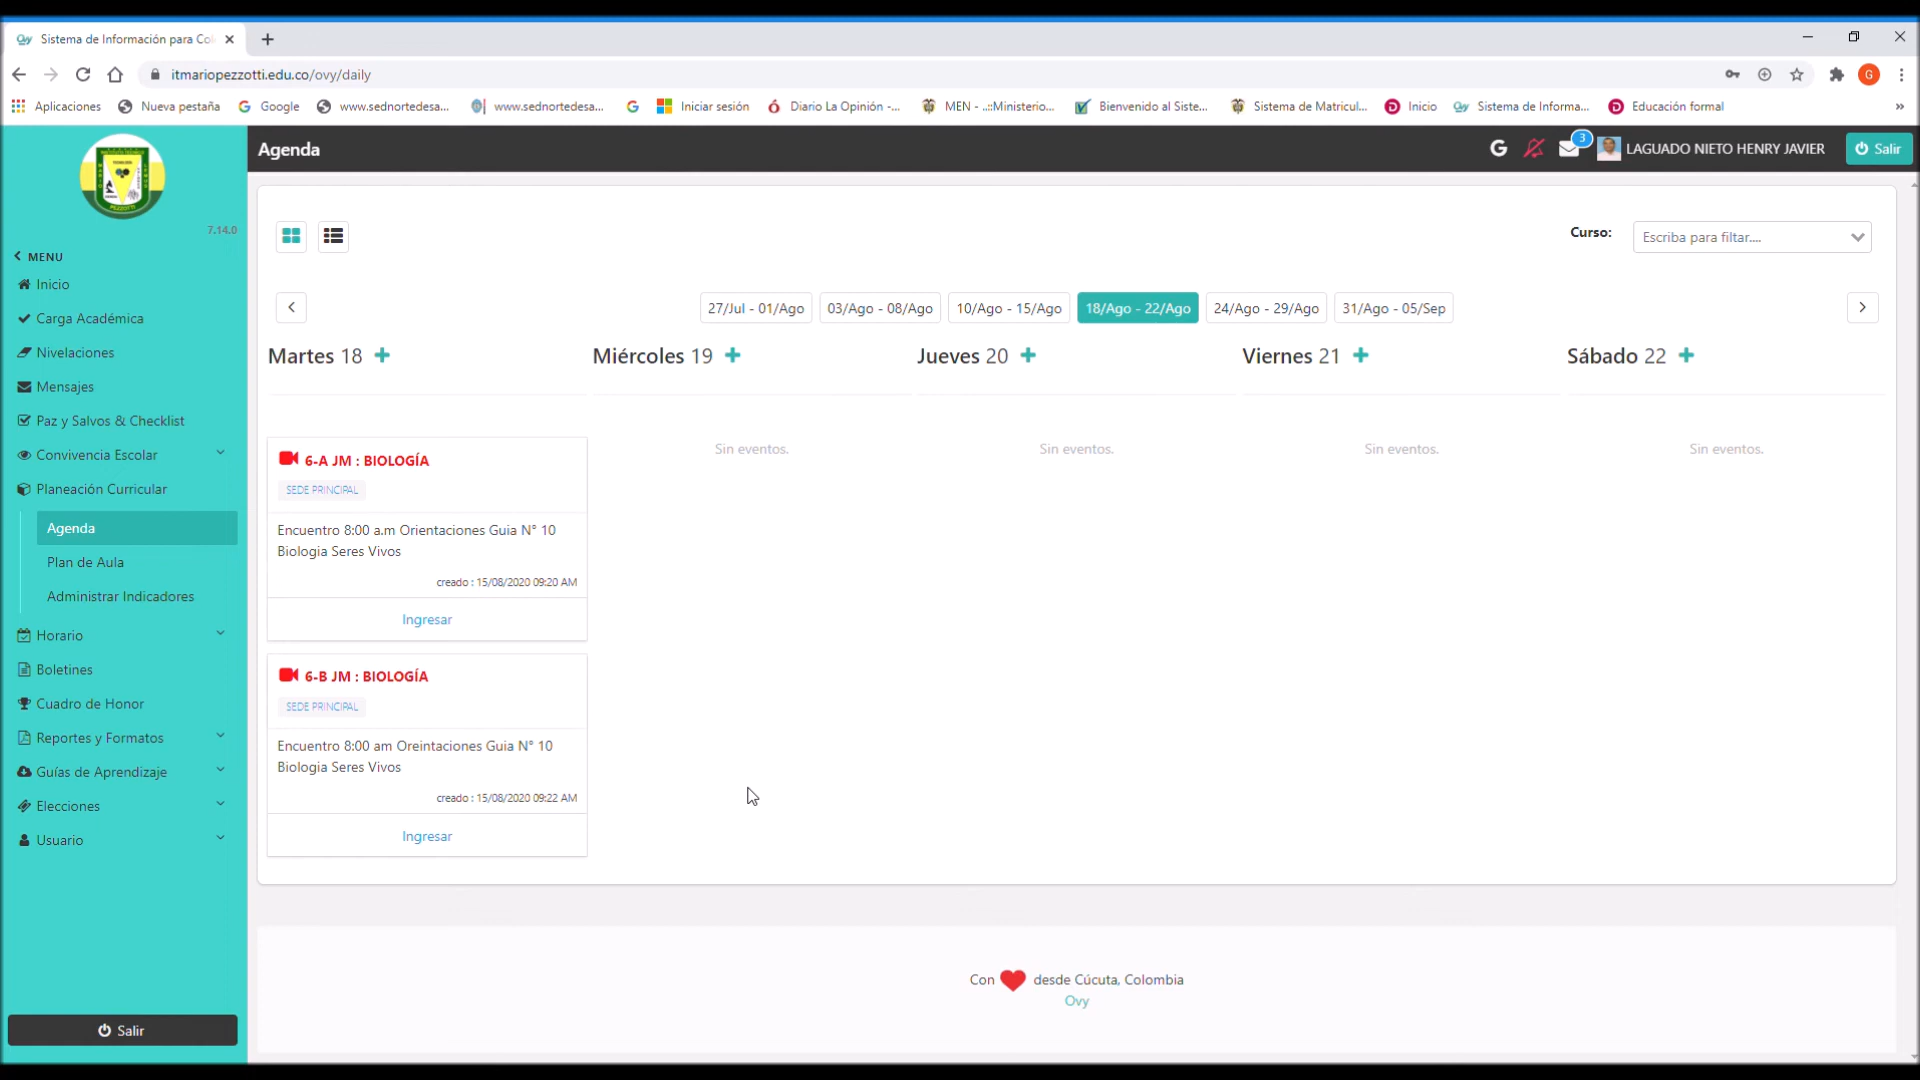 Sistema de Información para Col
itmariopezzotti.edu.co/ovy/daily
G
Aplicaciones
Nueva pestaña
Google
www.sednortedesa...
www.sednortedesa...
Iniciar sesión
Diario La Opinión -...
MEN - ..::Ministerio...
Bienvenido al Siste...
Sistema de Matricul...
Inicio
Sistema de Informa...
Educación formal
»
Agenda
3
LAGUADO NIETO HENRY JAVIER
Salir
7.14.0
MENU
Inicio
Carga Académica
Nivelaciones
Mensajes
Paz y Salvos & Checklist
Convivencia Escolar
Planeación Curricular
Agenda
Plan de Aula
Administrar Indicadores
Horario
Boletines
Cuadro de Honor
Reportes y Formatos
Guías de Aprendizaje
Elecciones
Usuario
Salir
Curso:
Escriba para filtar....
27/Jul - 01/Ago
03/Ago - 08/Ago
10/Ago - 15/Ago
18/Ago - 22/Ago
24/Ago - 29/Ago
31/Ago - 05/Sep
Martes 18
Miércoles 19
Jueves 20
Viernes 21
Sábado 22
6-A JM : BIOLOGÍA
SEDE PRINCIPAL
Encuentro 8:00 a.m Orientaciones Guia N° 10
Biologia Seres Vivos
creado : 15/08/2020 09:20 AM
Ingresar
6-B JM : BIOLOGÍA
SEDE PRINCIPAL
Encuentro 8:00 am Oreintaciones Guia N° 10
Biologia Seres Vivos
creado : 15/08/2020 09:22 AM
Ingresar
Sin eventos.
Sin eventos.
Sin eventos.
Sin eventos.
Con desde Cúcuta, Colombia
Ovy